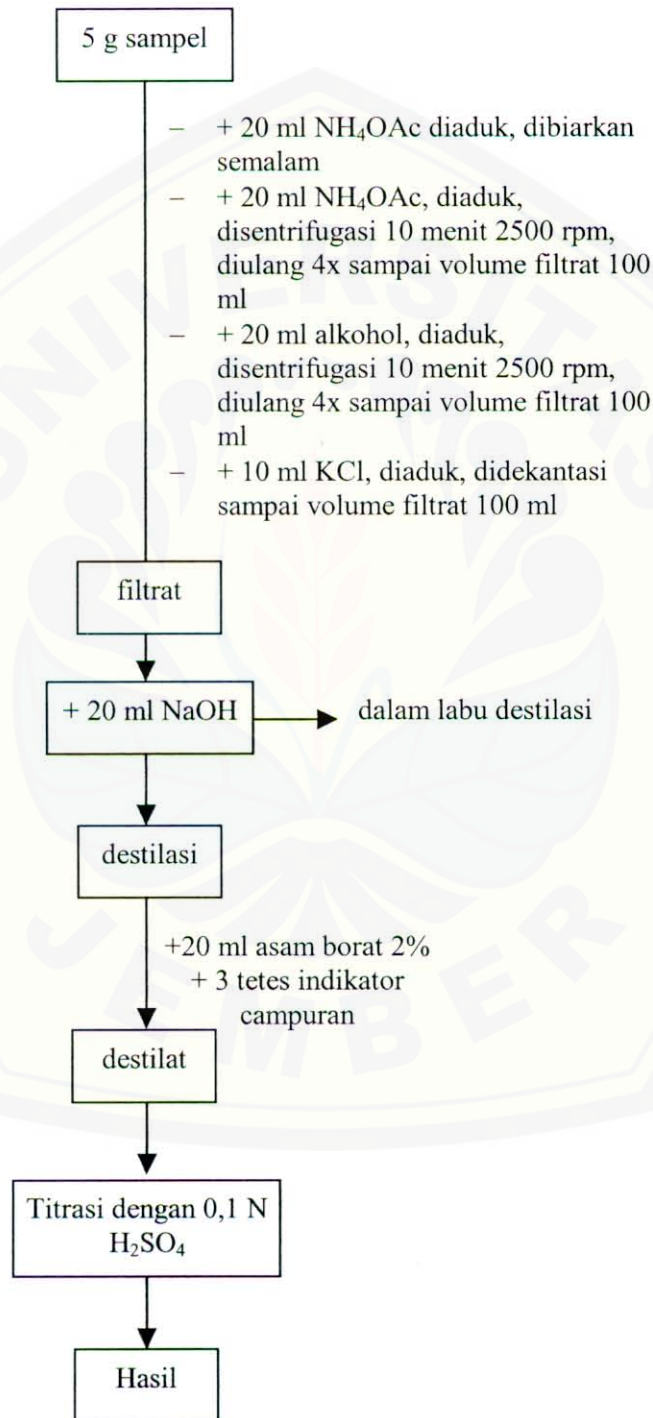 5 g sampel
– + 20 ml NH₄OAc diaduk, dibiarkan
semalam
– + 20 ml NH₄OAc, diaduk,
disentrifugasi 10 menit 2500 rpm,
diulang 4x sampai volume filtrat 100
ml
– + 20 ml alkohol, diaduk,
disentrifugasi 10 menit 2500 rpm,
diulang 4x sampai volume filtrat 100
ml
– + 10 ml KCl, diaduk, didekantasi
sampai volume filtrat 100 ml
filtrat
+ 20 ml NaOH
dalam labu destilasi
destilasi
+20 ml asam borat 2%
+ 3 tetes indikator
campuran
destilat
Titrasi dengan 0,1 N
H₂SO₄
Hasil
UNIVERSITAS
JEMBER